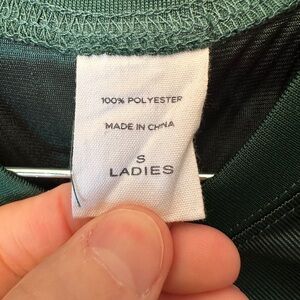 100% POLYESTER
MADE IN CHINA
S
LADIES